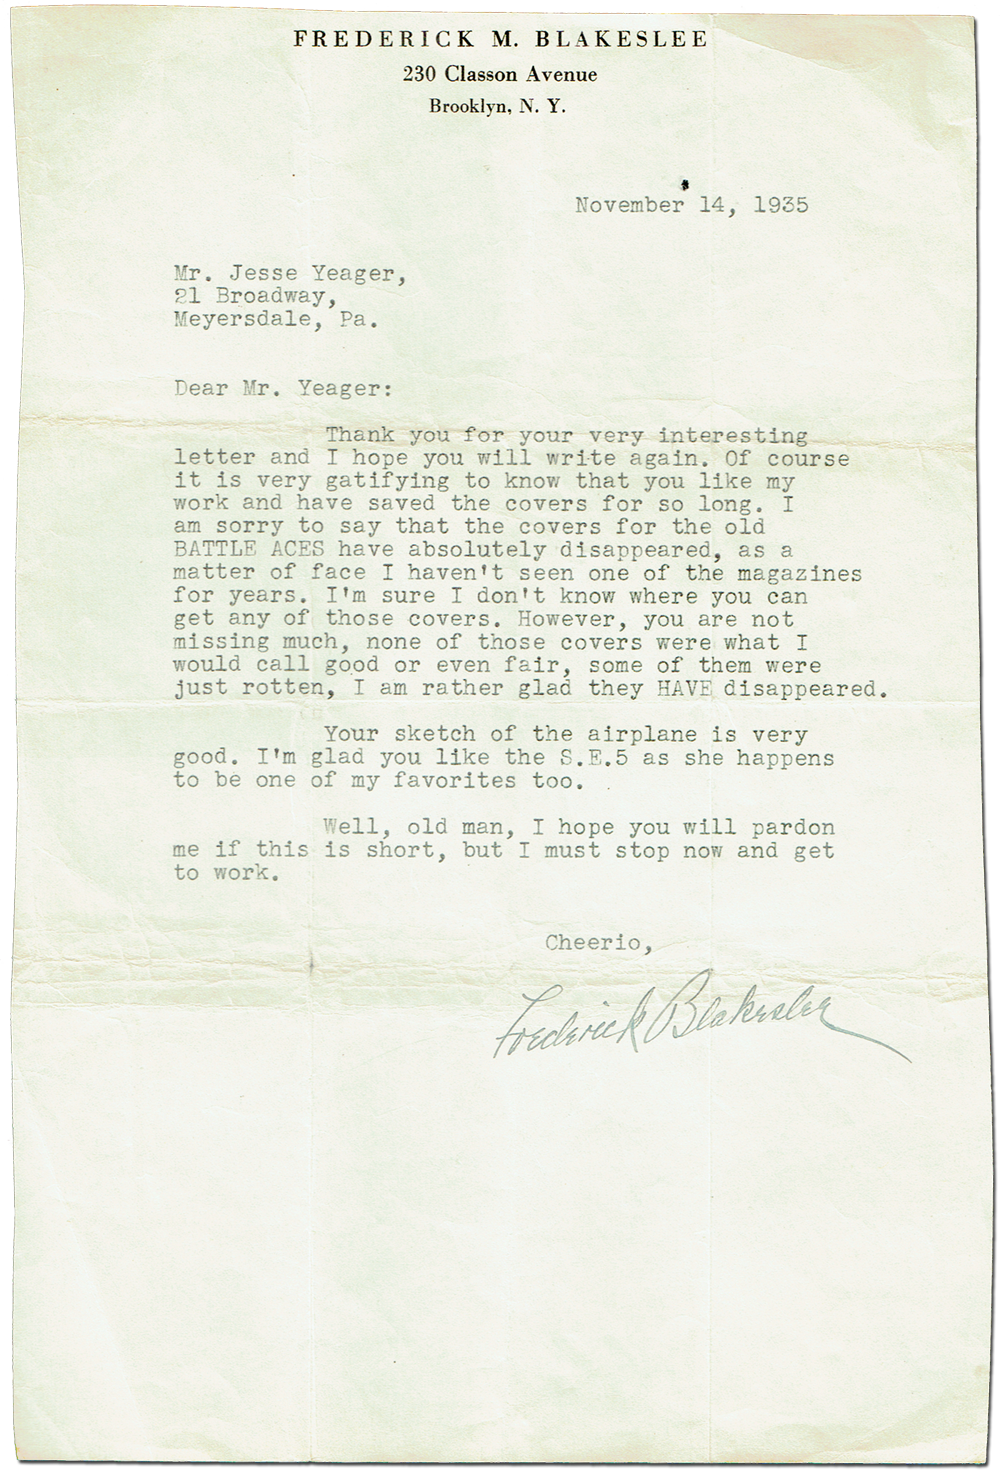 FREDERICK M. BLAKESLEE
230 Classon Avenue
Brooklyn, N. Y.
November 14, 1935
Mr. Jesse Yeager,
21 Broadway,
Meyersdale, Pa.
Dear Mr. Yeager:
Thank you for your very interesting
letter and I hope you will write again. Of course
it is very gatifying to know that you like my
work and have saved the covers for so long. I
am sorry to say that the covers for the old
BATTLE ACES have absolutely disappeared, as a
matter of face I haven't seen one of the magazines
for years. I'm sure I don't know where you can
get any of those covers. However, you are not
missing much, none of those covers were what I
would call good or even fair, some of them were
just rotten, I am rather glad they HAVE disappeared.
Your sketch of the airplane is very
good. I'm glad you like the S.E.5 as she happens
to be one of my favorites too.
Well, old man, I hope you will pardon
me if this is short, but I must stop now and get
to work.
Cheerio,
Frederick Blakeslee